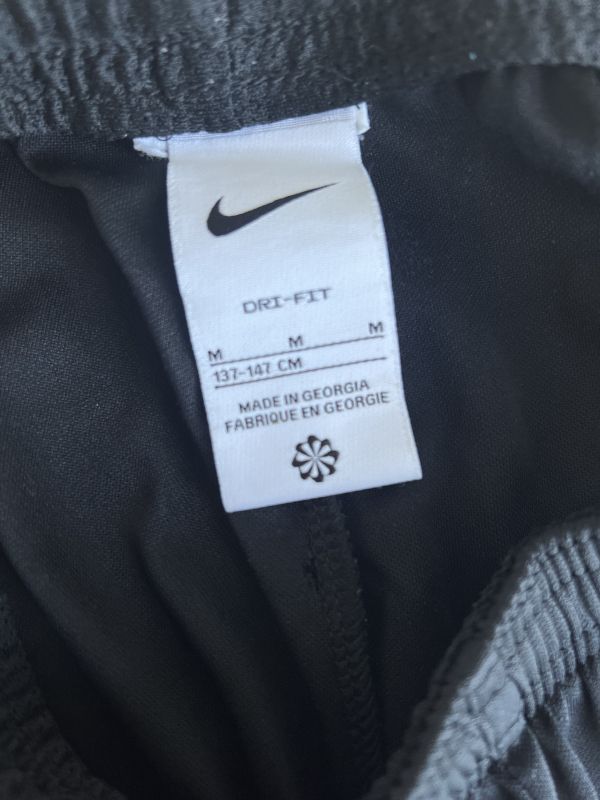 DRI-FIT
M M M
137-147 CM
MADE IN GEORGIA
FABRIQUE EN GEORGIE